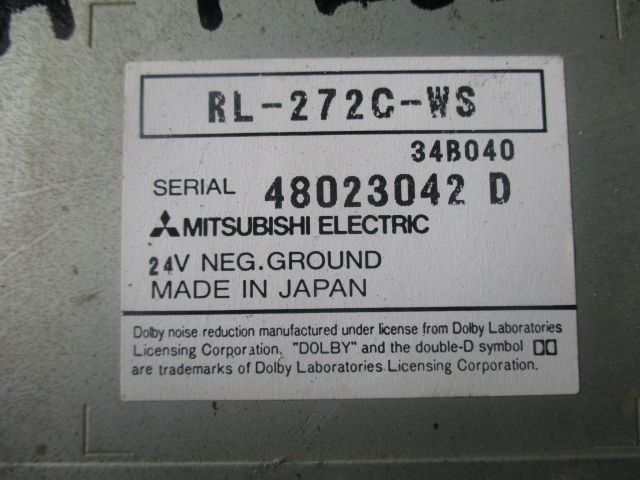 RL-272C-WS
34B040
SERIAL 48023042 D
MITSUBISHI ELECTRIC
24V NEG.GROUND
MADE IN JAPAN
Dolby noise reduction manufactured under license from Dolby Laboratories
Licensing Corporation, "DOLBY" and the double-D symbol
are trademarks of Dolby Laboratories Licensing Corporation.